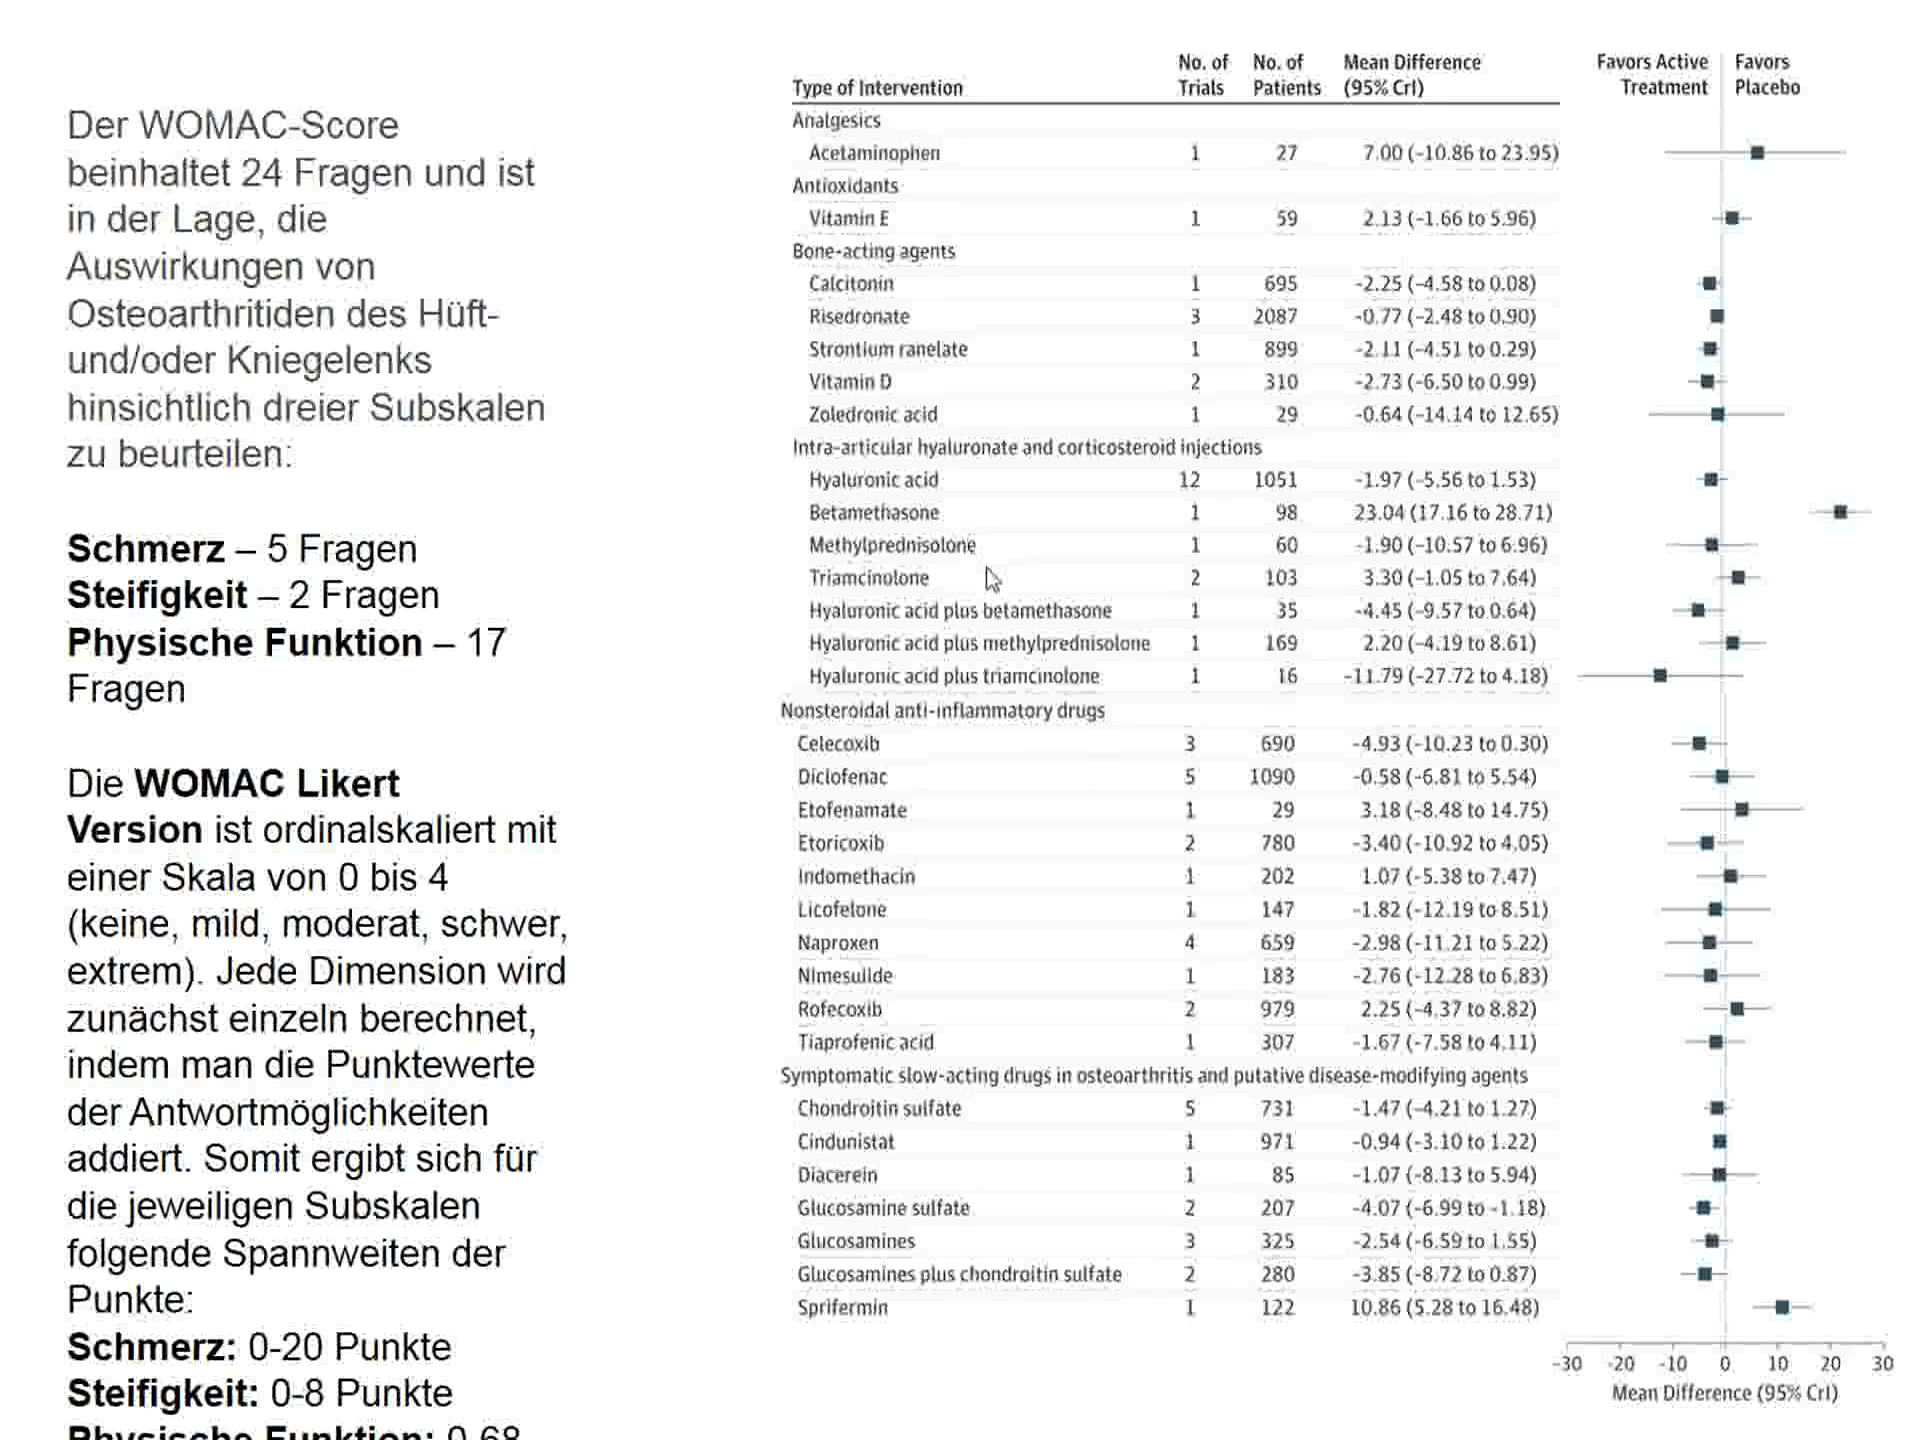 Der WOMAC-Score
beinhaltet 24 Fragen und ist
in der Lage, die
Auswirkungen von
Osteoarthritiden des Hüft-
und/oder Kniegelenks
hinsichtlich dreier Subskalen
zu beurteilen:
Schmerz – 5 Fragen
Steifigkeit – 2 Fragen
Physische Funktion – 17
Fragen
Die WOMAC Likert
Version ist ordinalskaliert mit
einer Skala von 0 bis 4
(keine, mild, moderat, schwer,
extrem). Jede Dimension wird
zunächst einzeln berechnet,
indem man die Punktewerte
der Antwortmöglichkeiten
addiert. Somit ergibt sich für
die jeweiligen Subskalen
folgende Spannweiten der
Punkte:
Schmerz: 0-20 Punkte
Steifigkeit: 0-8 Punkte
Physische Funktion: 0-68
No. of No. of Mean Difference Favors Active Favors
Type of Intervention Trials Patients (95% CrI) Treatment Placebo
Analgesics
Acetaminophen 1 27 7.00 (-10.86 to 23.95)
Antioxidants
Vitamin E 1 59 2.13 (-1.66 to 5.96)
Bone-acting agents
Calcitonin 1 695 -2.25 (-4.58 to 0.08)
Risedronate 3 2087 -0.77 (-2.48 to 0.90)
Strontium ranelate 1 899 -2.11 (-4.51 to 0.29)
Vitamin D 2 310 -2.73 (-6.50 to 0.99)
Zoledronic acid 1 29 -0.64 (-14.14 to 12.65)
Intra-articular hyaluronate and corticosteroid injections
Hyaluronic acid 12 1051 -1.97 (-5.56 to 1.53)
Betamethasone 1 98 23.04 (17.16 to 28.71)
Methylprednisolone 1 60 -1.90 (-10.57 to 6.96)
Triamcinolone 2 103 3.30 (-1.05 to 7.64)
Hyaluronic acid plus betamethasone 1 35 -4.45 (-9.57 to 0.64)
Hyaluronic acid plus methylprednisolone 1 169 2.20 (-4.19 to 8.61)
Hyaluronic acid plus triamcinolone 1 16 -11.79 (-27.72 to 4.18)
Nonsteroidal anti-inflammatory drugs
Celecoxib 3 690 -4.93 (-10.23 to 0.30)
Diclofenac 5 1090 -0.58 (-6.81 to 5.54)
Etofenamate 1 29 3.18 (-8.48 to 14.75)
Etoricoxib 2 780 -3.40 (-10.92 to 4.05)
Indomethacin 1 202 1.07 (-5.38 to 7.47)
Licofelone 1 147 -1.82 (-12.19 to 8.51)
Naproxen 4 659 -2.98 (-11.21 to 5.22)
Nimesulide 1 183 -2.76 (-12.28 to 6.83)
Rofecoxib 2 979 2.25 (-4.37 to 8.82)
Tiaprofenic acid 1 307 -1.67 (-7.58 to 4.11)
Symptomatic slow-acting drugs in osteoarthritis and putative disease-modifying agents
Chondroitin sulfate 5 731 -1.47 (-4.21 to 1.27)
Cindunistat 1 971 -0.94 (-3.10 to 1.22)
Diacerein 1 85 -1.07 (-8.13 to 5.94)
Glucosamine sulfate 2 207 -4.07 (-6.99 to -1.18)
Glucosamines 3 325 -2.54 (-6.59 to 1.55)
Glucosamines plus chondroitin sulfate 2 280 -3.85 (-8.72 to 0.87)
Sprifermin 1 122 10.86 (5.28 to 16.48)
-30 -20 -10 0 10 20 30
Mean Difference (95% CrI)